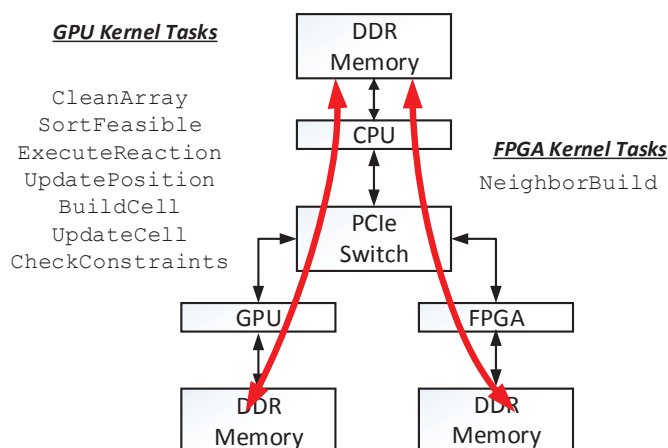 GPU Kernel Tasks
CleanArray
SortFeasible
ExecuteReaction
UpdatePosition
BuildCell
UpdateCell
CheckConstraints
DDR
Memory
CPU
FPGA Kernel Tasks
NeighborBuild
PCIe
Switch
GPU
FPGA
DDR
Memory
DDR
Memory